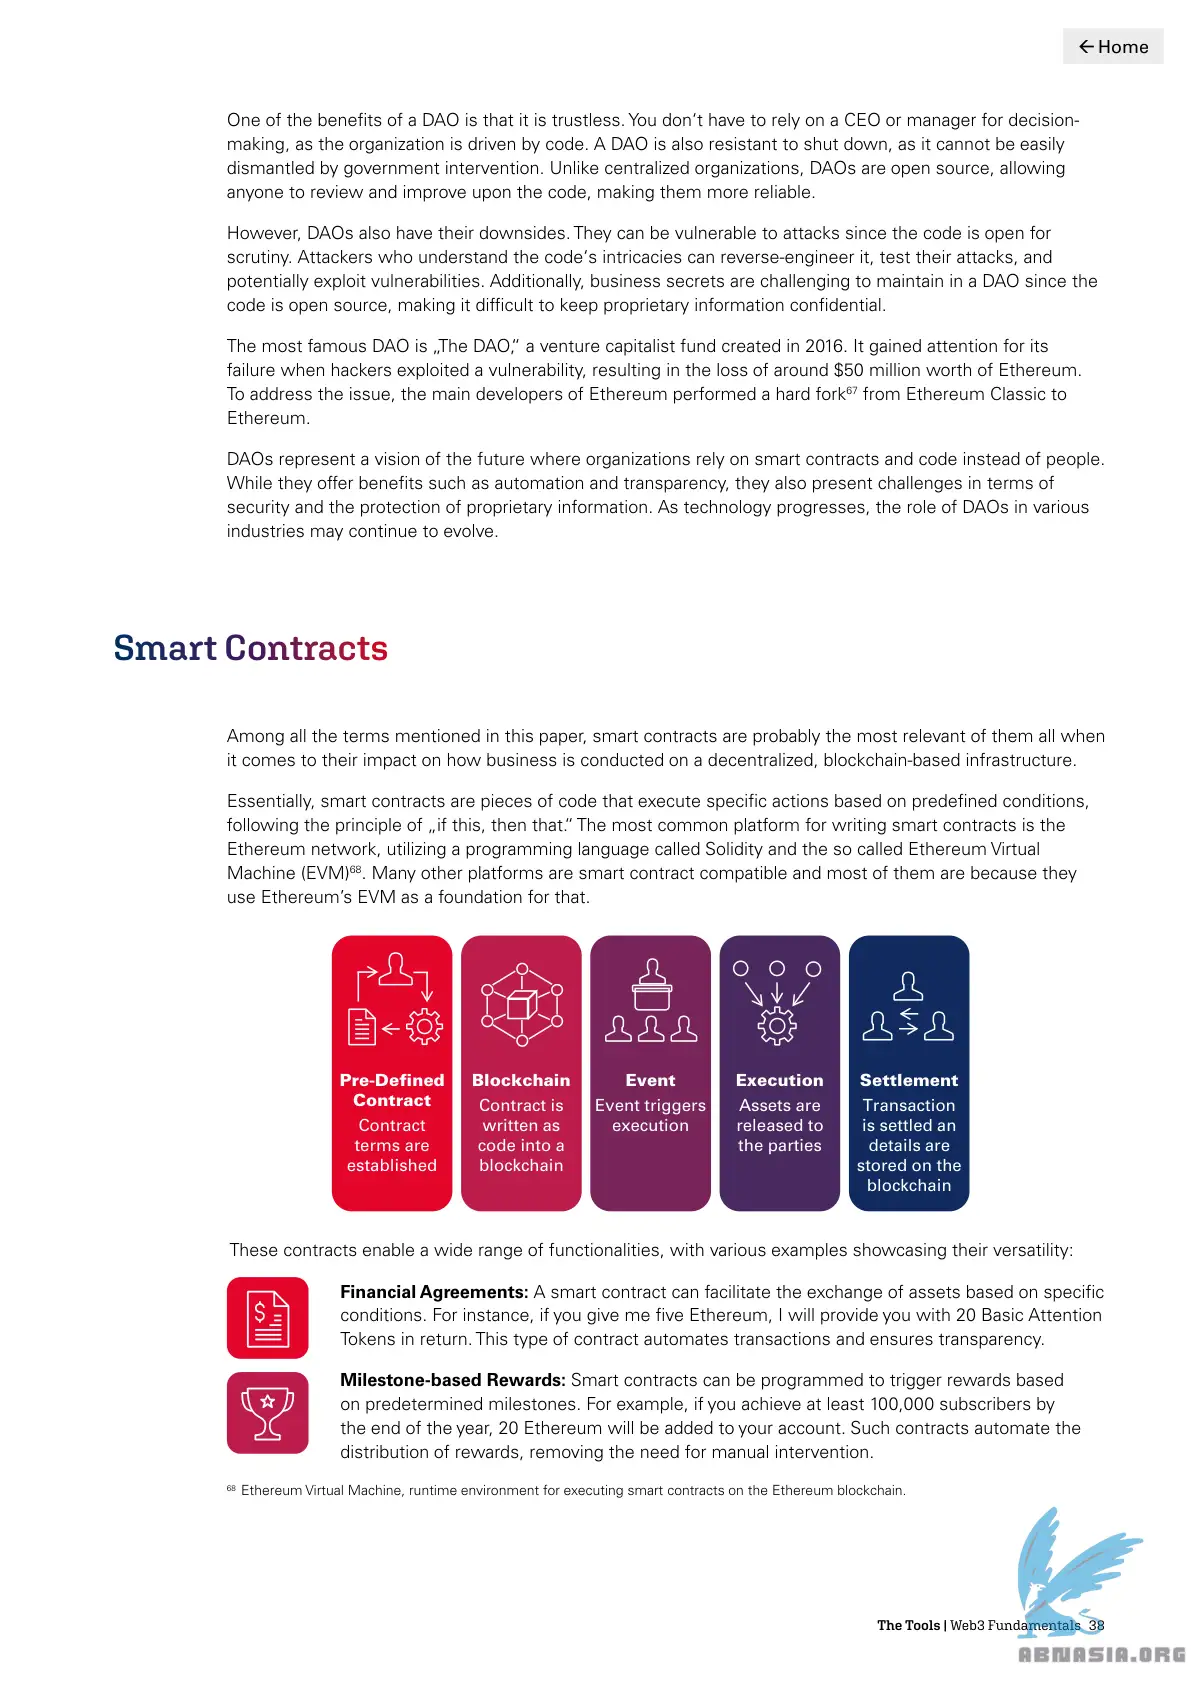 ← Home
One of the benefits of a DAO is that it is trustless. You don’t have to rely on a CEO or manager for decision-
making, as the organization is driven by code. A DAO is also resistant to shut down, as it cannot be easily
dismantled by government intervention. Unlike centralized organizations, DAOs are open source, allowing
anyone to review and improve upon the code, making them more reliable.
However, DAOs also have their downsides. They can be vulnerable to attacks since the code is open for
scrutiny. Attackers who understand the code’s intricacies can reverse-engineer it, test their attacks, and
potentially exploit vulnerabilities. Additionally, business secrets are challenging to maintain in a DAO since the
code is open source, making it difficult to keep proprietary information confidential.
The most famous DAO is „The DAO,“ a venture capitalist fund created in 2016. It gained attention for its
failure when hackers exploited a vulnerability, resulting in the loss of around $50 million worth of Ethereum.
To address the issue, the main developers of Ethereum performed a hard fork⁶⁷ from Ethereum Classic to
Ethereum.
DAOs represent a vision of the future where organizations rely on smart contracts and code instead of people.
While they offer benefits such as automation and transparency, they also present challenges in terms of
security and the protection of proprietary information. As technology progresses, the role of DAOs in various
industries may continue to evolve.
Smart Contracts
Among all the terms mentioned in this paper, smart contracts are probably the most relevant of them all when
it comes to their impact on how business is conducted on a decentralized, blockchain-based infrastructure.
Essentially, smart contracts are pieces of code that execute specific actions based on predefined conditions,
following the principle of „if this, then that.“ The most common platform for writing smart contracts is the
Ethereum network, utilizing a programming language called Solidity and the so called Ethereum Virtual
Machine (EVM)⁶⁸. Many other platforms are smart contract compatible and most of them are because they
use Ethereum’s EVM as a foundation for that.
Pre-Defined
Contract
Contract
terms are
established
Blockchain
Contract is
written as
code into a
blockchain
Event
Event triggers
execution
Execution
Assets are
released to
the parties
Settlement
Transaction
is settled an
details are
stored on the
blockchain
These contracts enable a wide range of functionalities, with various examples showcasing their versatility:
$
Financial Agreements: A smart contract can facilitate the exchange of assets based on specific
conditions. For instance, if you give me five Ethereum, I will provide you with 20 Basic Attention
Tokens in return. This type of contract automates transactions and ensures transparency.
Milestone-based Rewards: Smart contracts can be programmed to trigger rewards based
on predetermined milestones. For example, if you achieve at least 100,000 subscribers by
the end of the year, 20 Ethereum will be added to your account. Such contracts automate the
distribution of rewards, removing the need for manual intervention.
⁶⁸ Ethereum Virtual Machine, runtime environment for executing smart contracts on the Ethereum blockchain.
The Tools | Web3 Fundamentals 38
ABNASIA.ORG